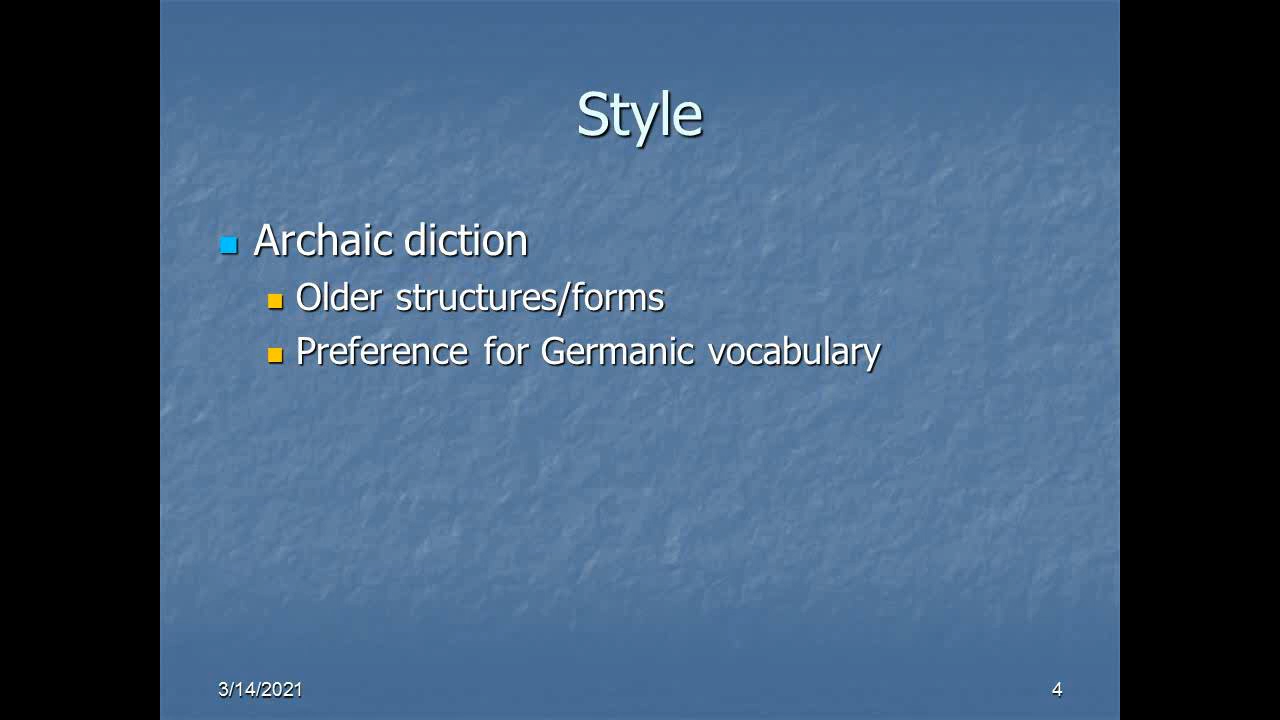 Style
Archaic diction
Older structures/forms
Preference for Germanic vocabulary
3/14/2021
4